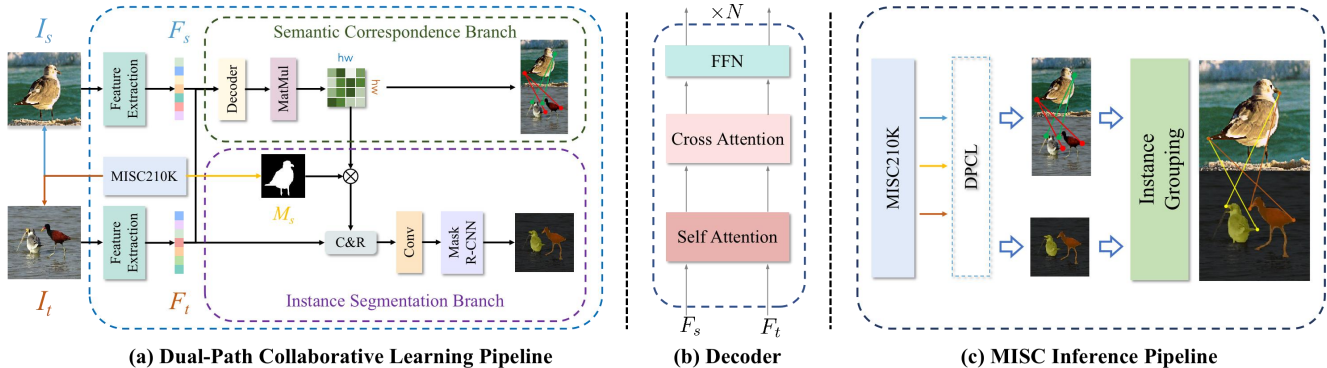 I_s
F_s
Semantic Correspondence Branch
Feature
Extraction
Decoder
MatMul
hw
hw
MISC210K
M_s
Feature
Extraction
C&R
Conv
Mask
R-CNN
I_t
F_t
Instance Segmentation Branch
(a) Dual-Path Collaborative Learning Pipeline
×N
FFN
Cross Attention
Self Attention
F_s
F_t
(b) Decoder
MISC210K
DPCL
Instance
Grouping
(c) MISC Inference Pipeline